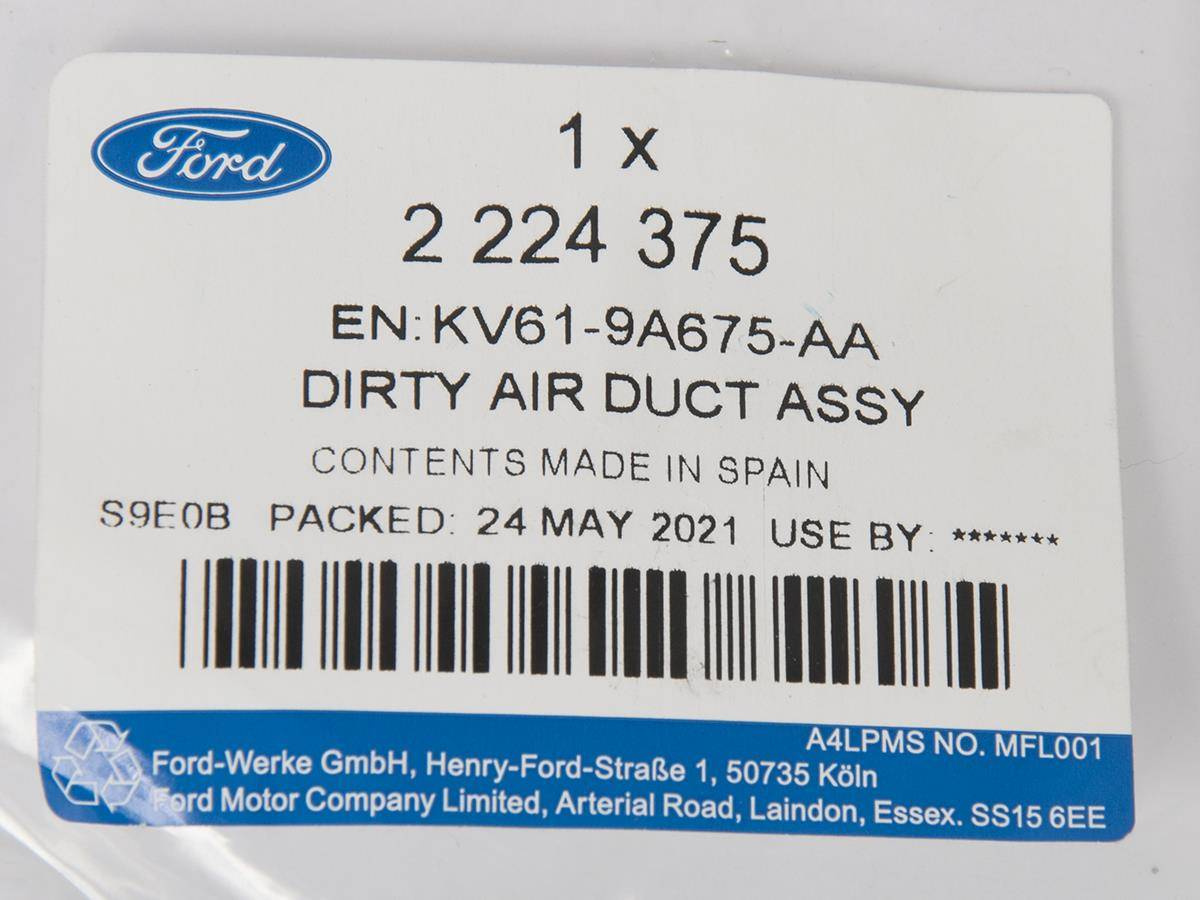 Ford
1 x
2 224 375
EN:KV61-9A675-AA
DIRTY AIR DUCT ASSY
CONTENTS MADE IN SPAIN
S9E0B PACKED: 24 MAY 2021 USE BY: *******
A4LPMS NO. MFL001
Ford-Werke GmbH, Henry-Ford-Straße 1, 50735 Köln
Ford Motor Company Limited, Arterial Road, Laindon, Essex. SS15 6EE